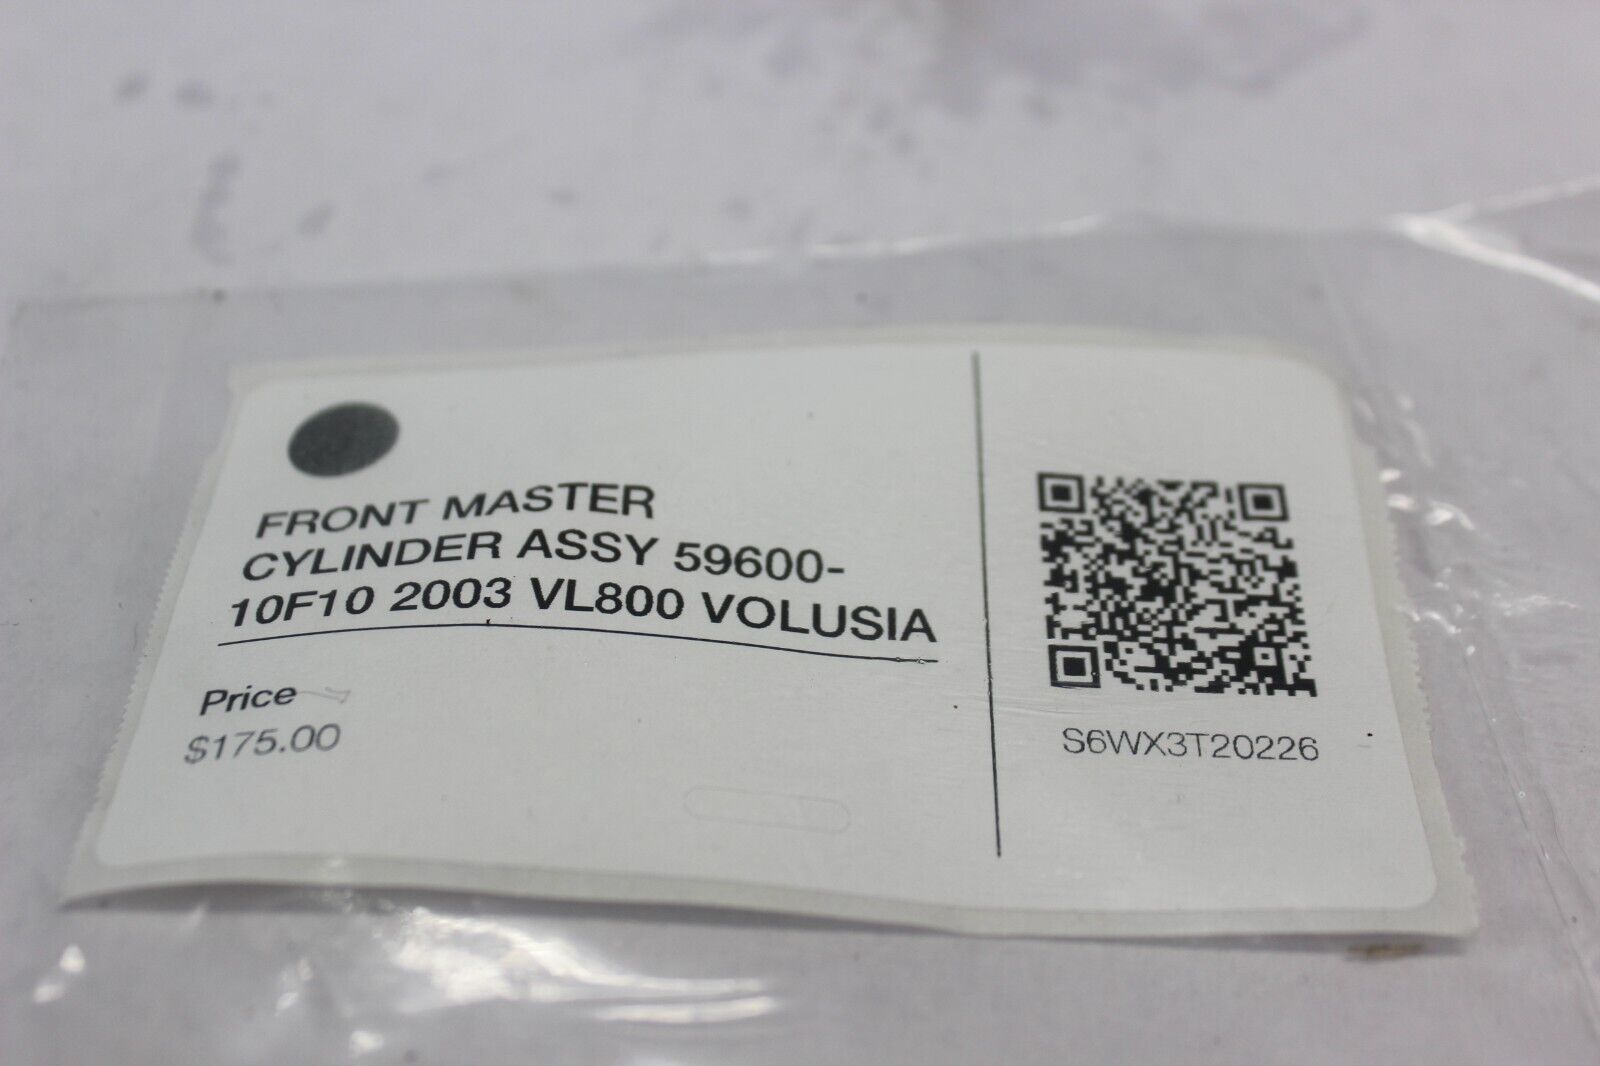 FRONT MASTER
CYLINDER ASSY 59600-
10F10 2003 VL800 VOLUSIA
Price
$175.00
S6WX3T20226